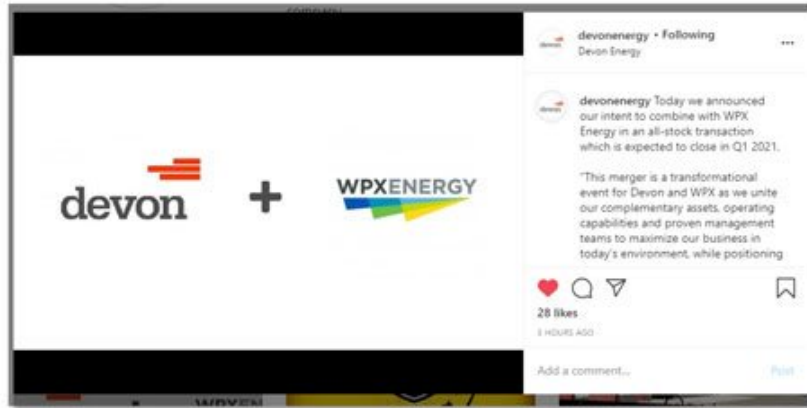 company
devon
+
WPXENERGY
devonenergy • Following
Devon Energy
...
devonenergy Today we announced
our intent to combine with WPX
Energy in an all-stock transaction
which is expected to close in Q1 2021.
"This merger is a transformational
event for Devon and WPX as we unite
our complementary assets, operating
capabilities and proven management
teams to maximize our business in
today's environment, while positioning
28 likes
HOURS AGO
Add a comment...
Post